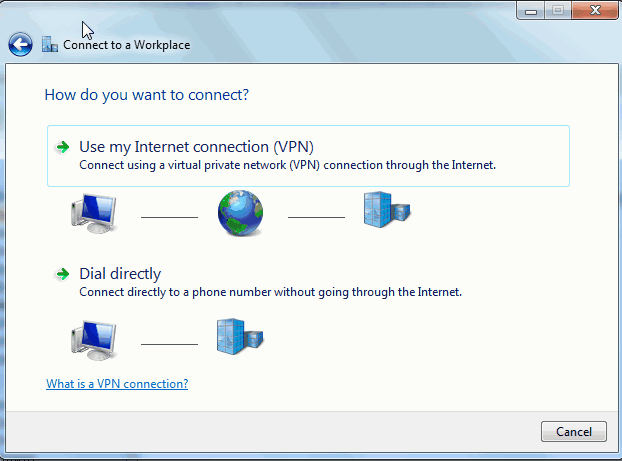 Connect to a Workplace
How do you want to connect?
Use my Internet connection (VPN)
Connect using a virtual private network (VPN) connection through the Internet.
Dial directly
Connect directly to a phone number without going through the Internet.
What is a VPN connection?
Cancel